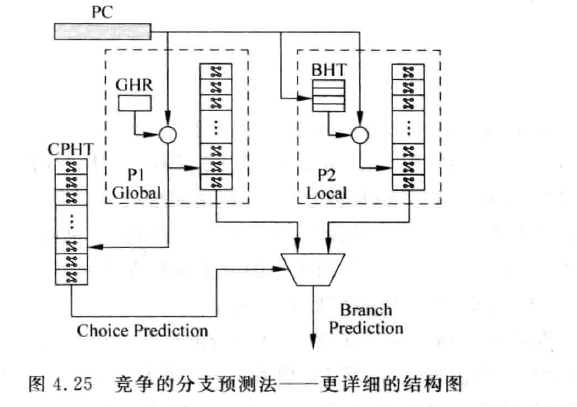 PC
GHR
BHT
CPHT
P1
Global
P2
Local
Choice Prediction
Branch
Prediction
图 4.25 竞争的分支预测法——更详细的结构图